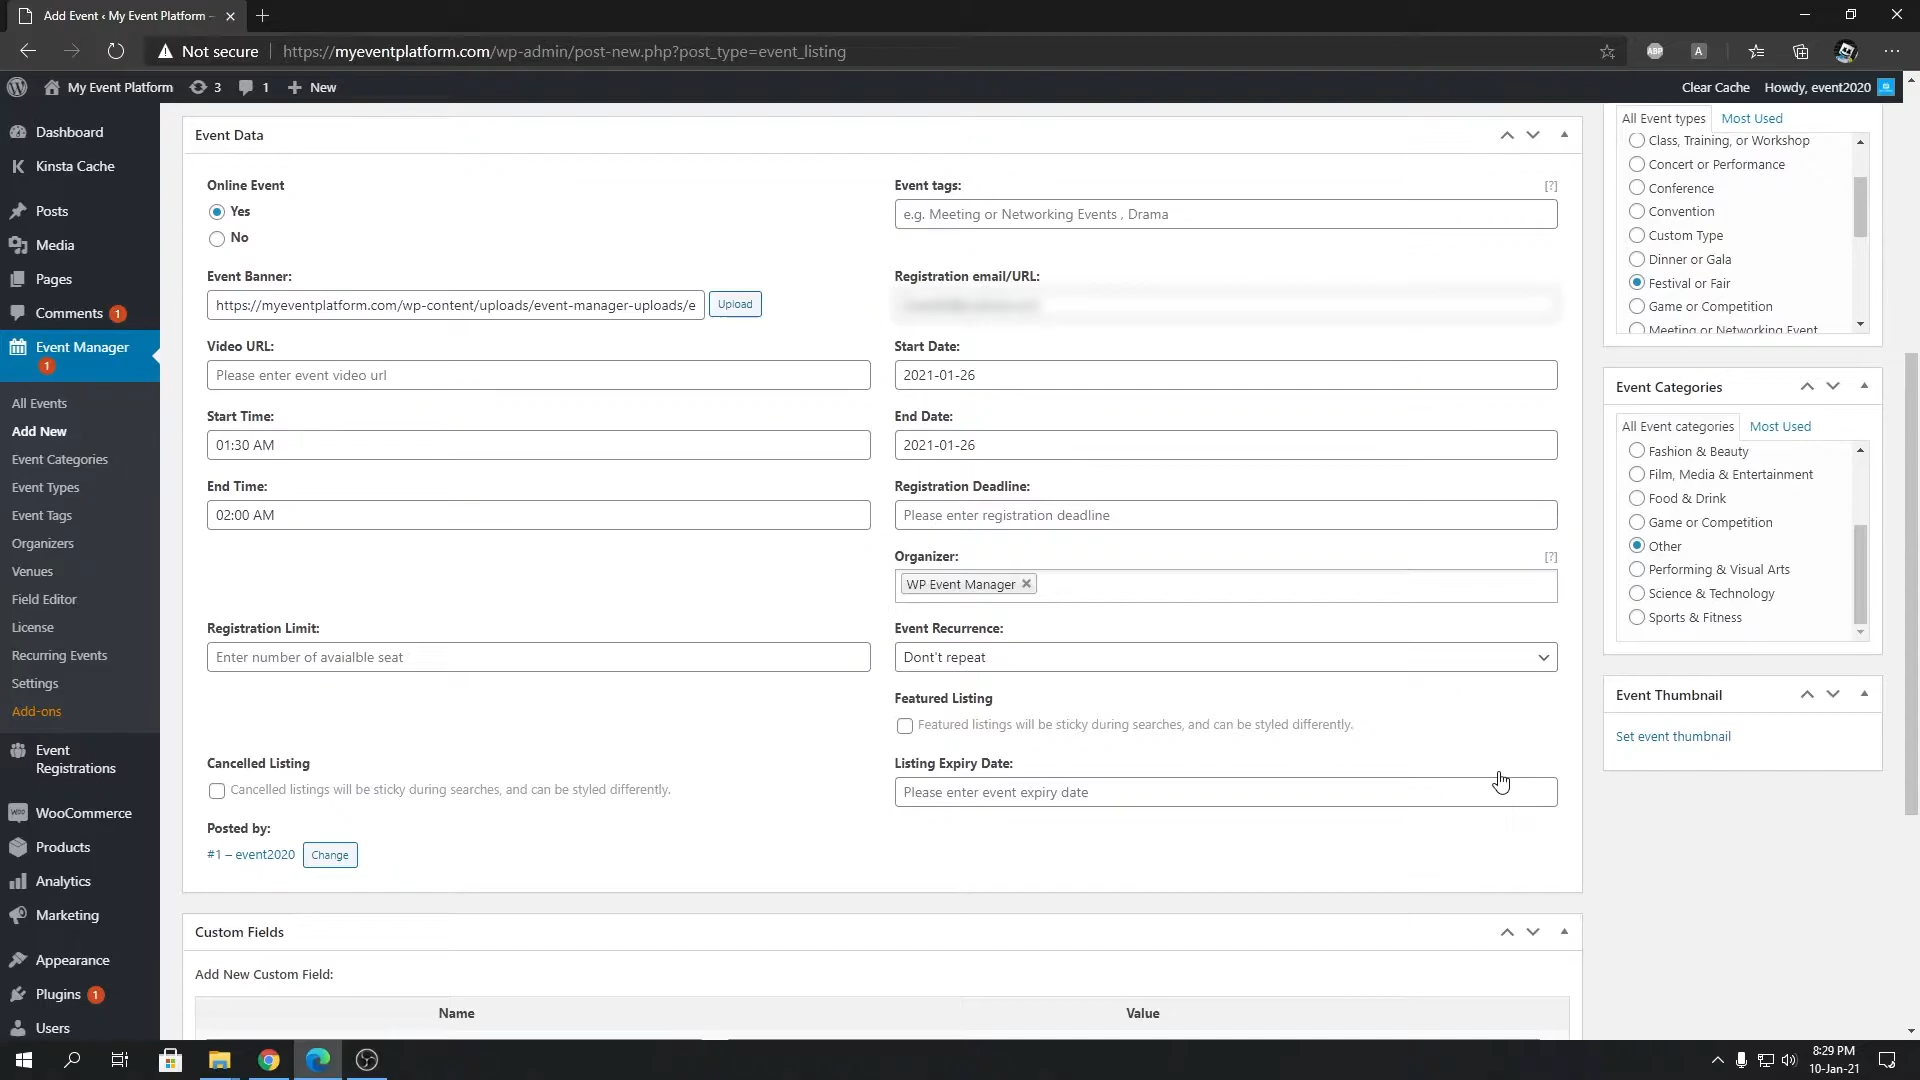 Add Event ‹ My Event Platform -
Not secure
https://myeventplatform.com/wp-admin/post-new.php?post_type=event_listing
ABP
A
My Event Platform
3
1
New
Clear Cache
Howdy, event2020
Dashboard
Kinsta Cache
Posts
Media
Pages
Comments 1
Event Manager
1
All Events
Add New
Event Categories
Event Types
Event Tags
Organizers
Venues
Field Editor
License
Recurring Events
Settings
Add-ons
Event
Registrations
WooCommerce
Products
Analytics
Marketing
Appearance
Plugins 1
Users
Event Data
Online Event
Yes
No
Event tags:
[?]
e.g. Meeting or Networking Events , Drama
Event Banner:
https://myeventplatform.com/wp-content/uploads/event-manager-uploads/e
Upload
Registration email/URL:
Video URL:
Please enter event video url
Start Date:
2021-01-26
Start Time:
01:30 AM
End Date:
2021-01-26
End Time:
02:00 AM
Registration Deadline:
Please enter registration deadline
Organizer:
[?]
WP Event Manager
Registration Limit:
Enter number of avaialble seat
Event Recurrence:
Don't repeat
Featured Listing
Featured listings will be sticky during searches, and can be styled differently.
Cancelled Listing
Cancelled listings will be sticky during searches, and can be styled differently.
Listing Expiry Date:
Please enter event expiry date
Posted by:
#1 – event2020
Change
Custom Fields
Add New Custom Field:
Name
Value
All Event types
Most Used
Class, Training, or Workshop
Concert or Performance
Conference
Convention
Custom Type
Dinner or Gala
Festival or Fair
Game or Competition
Meeting or Networking Event
Event Categories
All Event categories
Most Used
Fashion & Beauty
Film, Media & Entertainment
Food & Drink
Game or Competition
Other
Performing & Visual Arts
Science & Technology
Sports & Fitness
Event Thumbnail
Set event thumbnail
8:29 PM
10-Jan-21